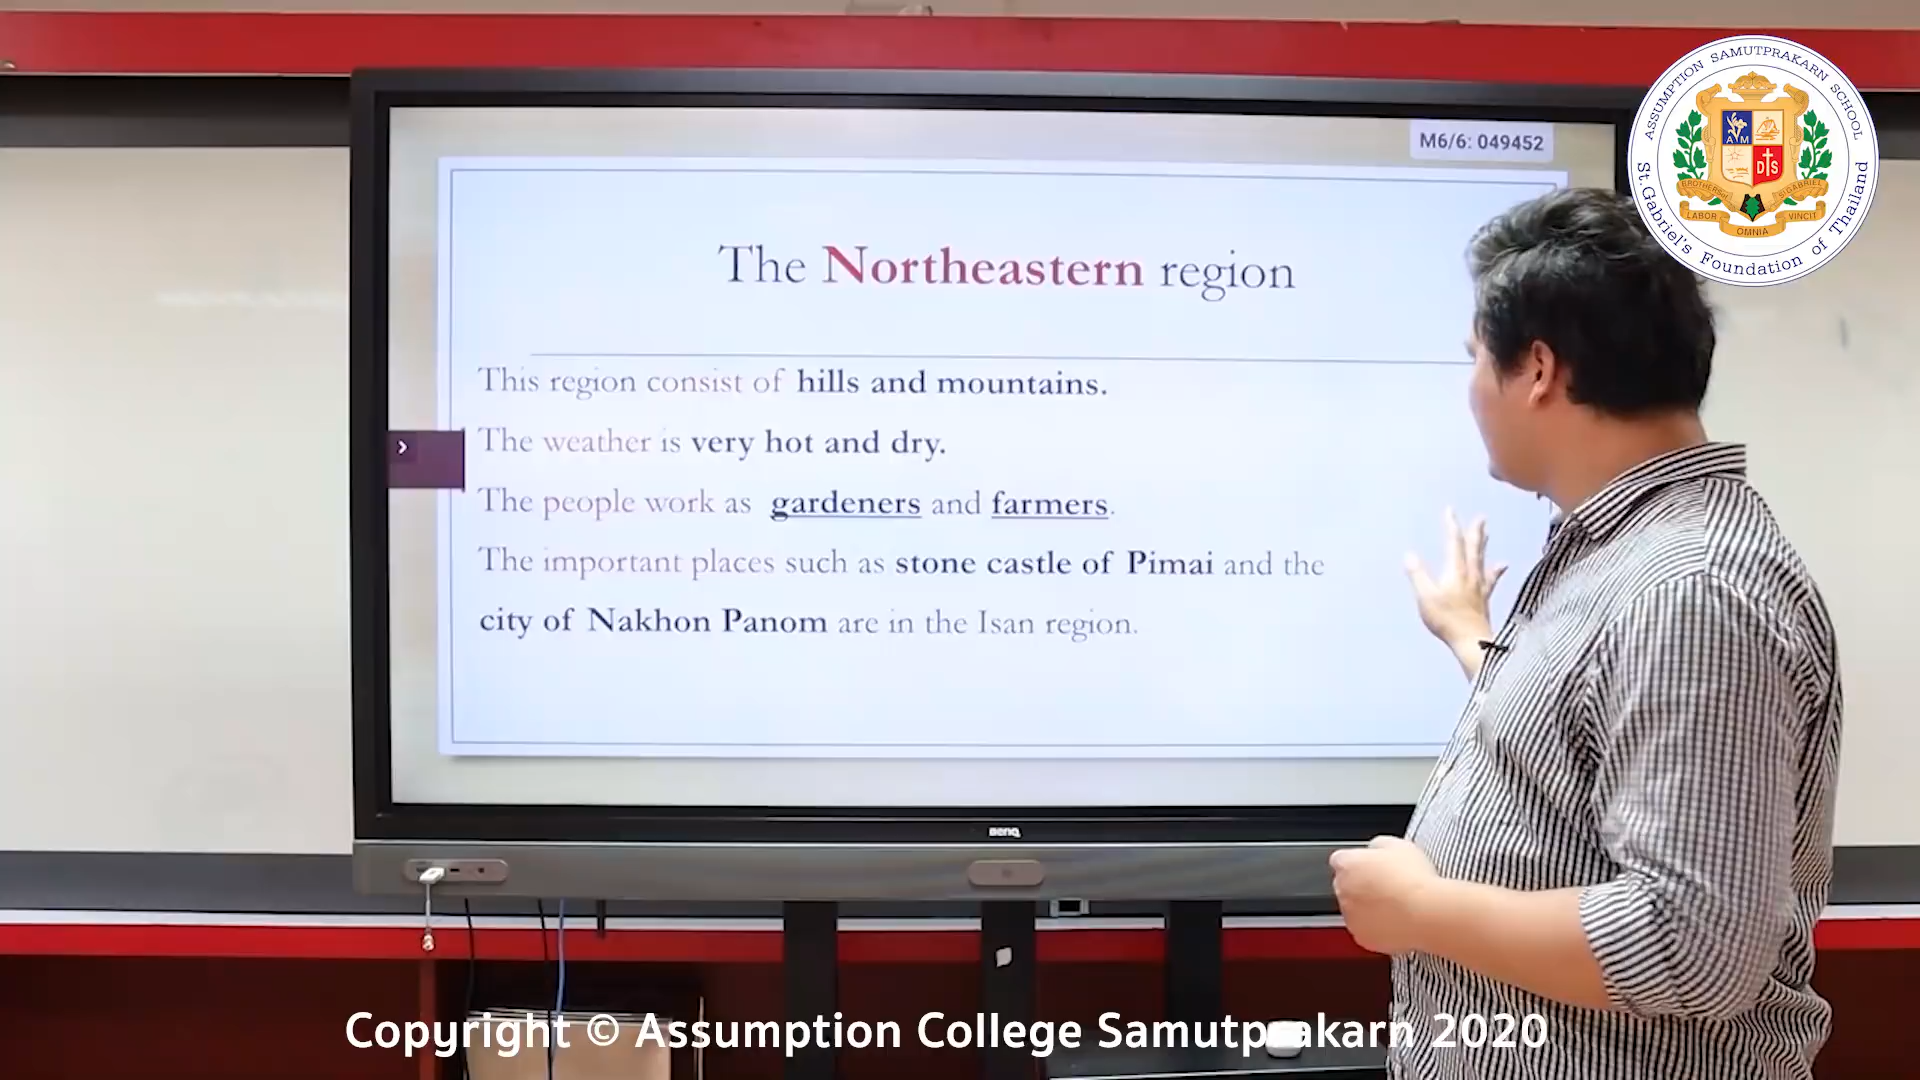 M6/6: 049452
ASSUMPTION SAMUTPRAKARN SCHOOL
St.Gabriel's Foundation of Thailand
A M
D S
LABOR
OMNIA
VINCIT
The Northeastern region
This region consist of hills and mountains.
The weather is very hot and dry.
The people work as gardeners and farmers.
The important places such as stone castle of Pimai and the
city of Nakhon Panom are in the Isan region.
BenQ
Copyright © Assumption College Samutprakarn 2020